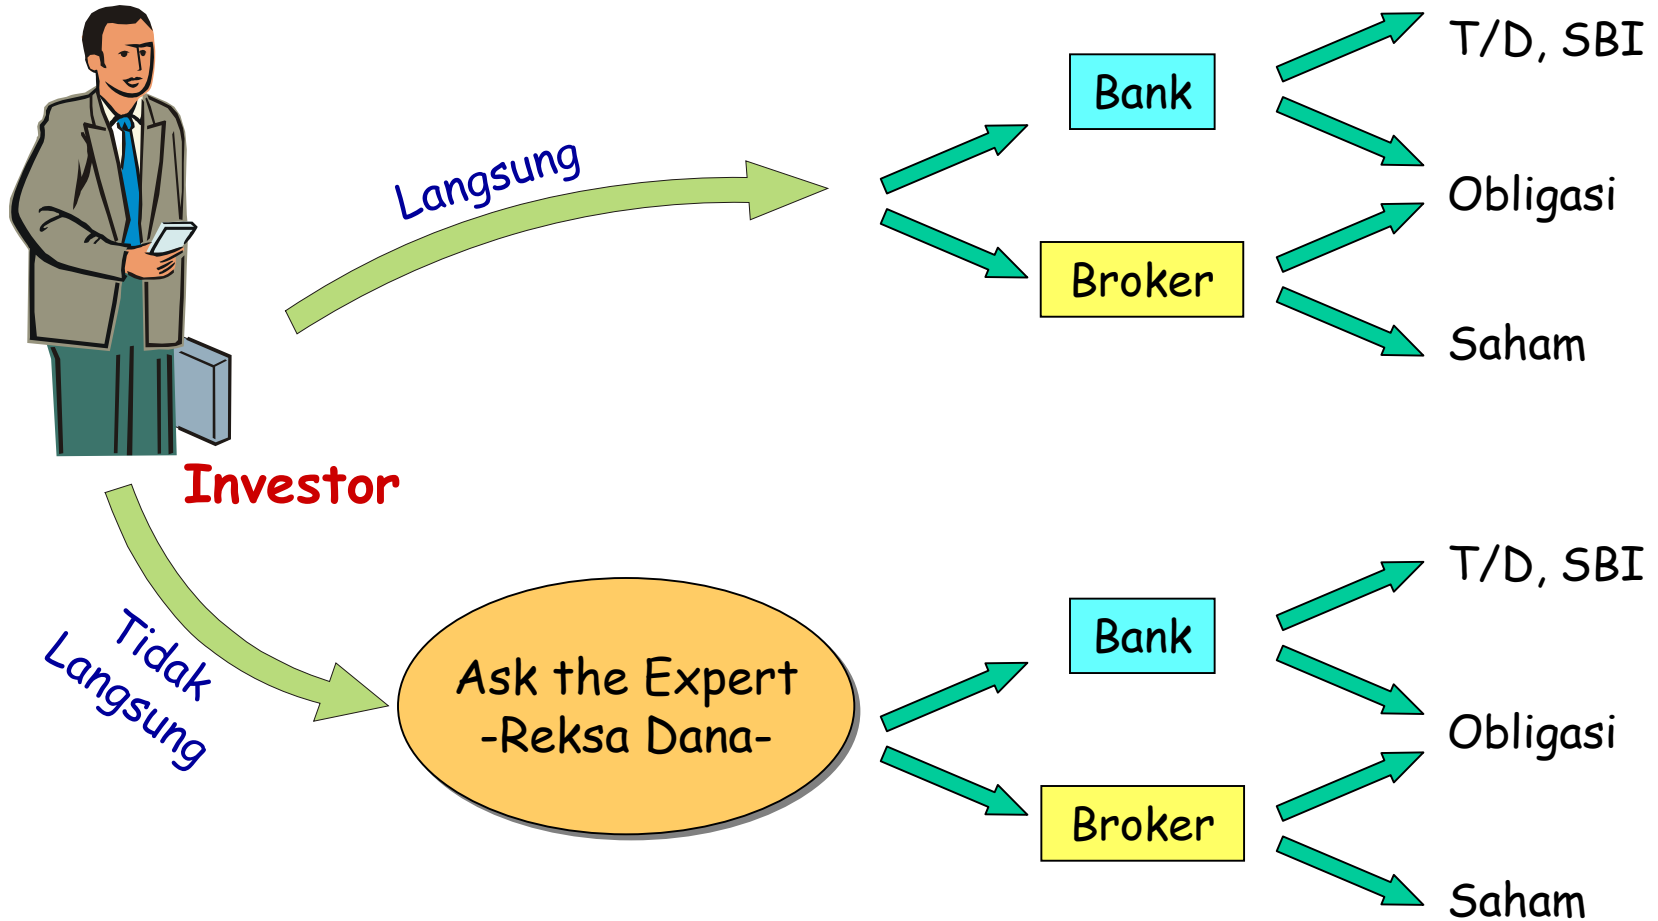 T/D, SBI
Bank
Langsung
Obligasi
Broker
Saham
Investor
T/D, SBI
Tidak
Langsung
Bank
Ask the Expert
-Reksa Dana-
Obligasi
Broker
Saham